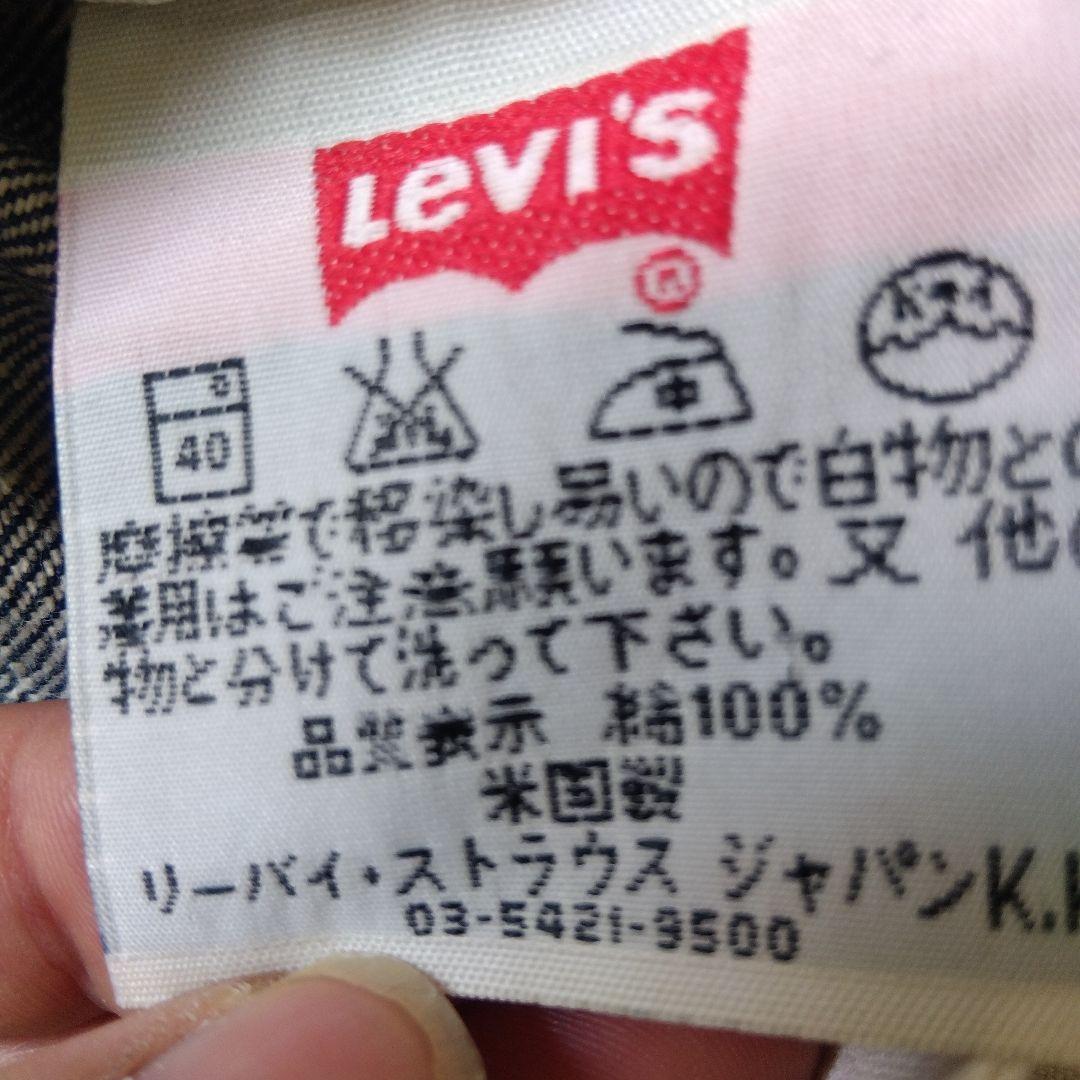 Levi's
®
40
中
ドライ
摩擦等で移染し易いので白物との
着用はご注意願います。又 他の
物と分けて洗って下さい。
品質表示 綿100%
米国製
リーバイ・ストラウス ジャパンK.K
03-5421-9500